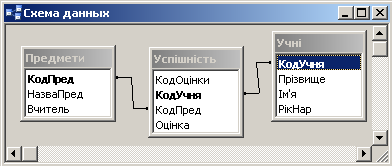 Схема данных
Предмети
КодПред
НазваПред
Вчитель
Успішність
КодОцінки
КодУчня
КодПред
Оцінка
Учні
КодУчня
Прізвище
Ім'я
РікНар